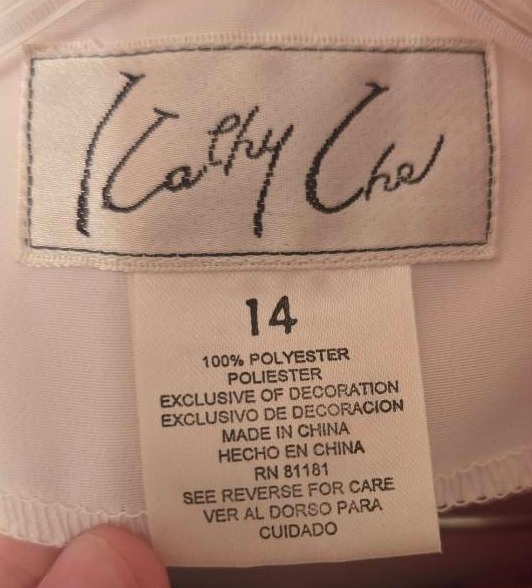 Kathy Che
14
100% POLYESTER
POLIESTER
EXCLUSIVE OF DECORATION
EXCLUSIVO DE DECORACION
MADE IN CHINA
HECHO EN CHINA
RN 81181
SEE REVERSE FOR CARE
VER AL DORSO PARA
CUIDADO